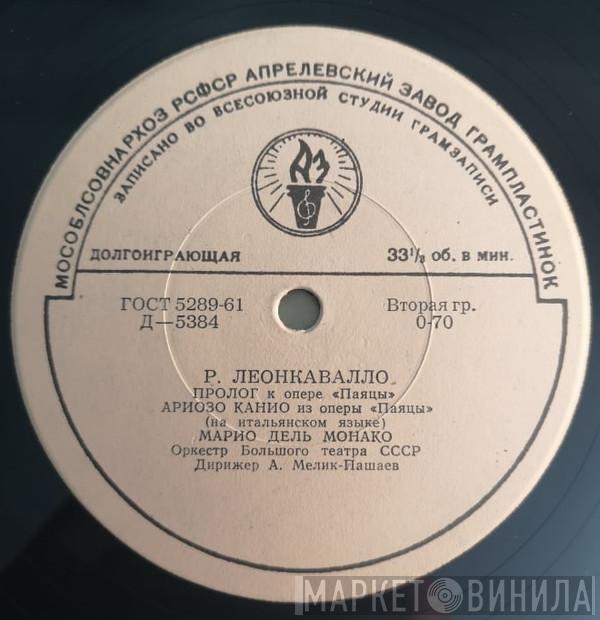 МОСОБЛСОВНАРХОЗ РСФСР АПРЕЛЕВСКИЙ ЗАВОД ГРАМПЛАСТИНОК
ЗАПИСАНО ВО ВСЕСОЮЗНОЙ СТУДИИ ГРАМЗАПИСИ
АЗ
ДОЛГОИГРАЮЩАЯ 33⅓ об. в мин.
ГОСТ 5289-61 Вторая гр.
Д—5384 0-70
Р. ЛЕОНКАВАЛЛО
ПРОЛОГ к опере «Паяцы»
АРИОЗО КАНИО из оперы «Паяцы»
(на итальянском языке)
МАРИО ДЕЛЬ МОНАКО
Оркестр Большого театра СССР
Дирижер А. Мелик-Пашаев
МАРКЕТ ВИНИЛА